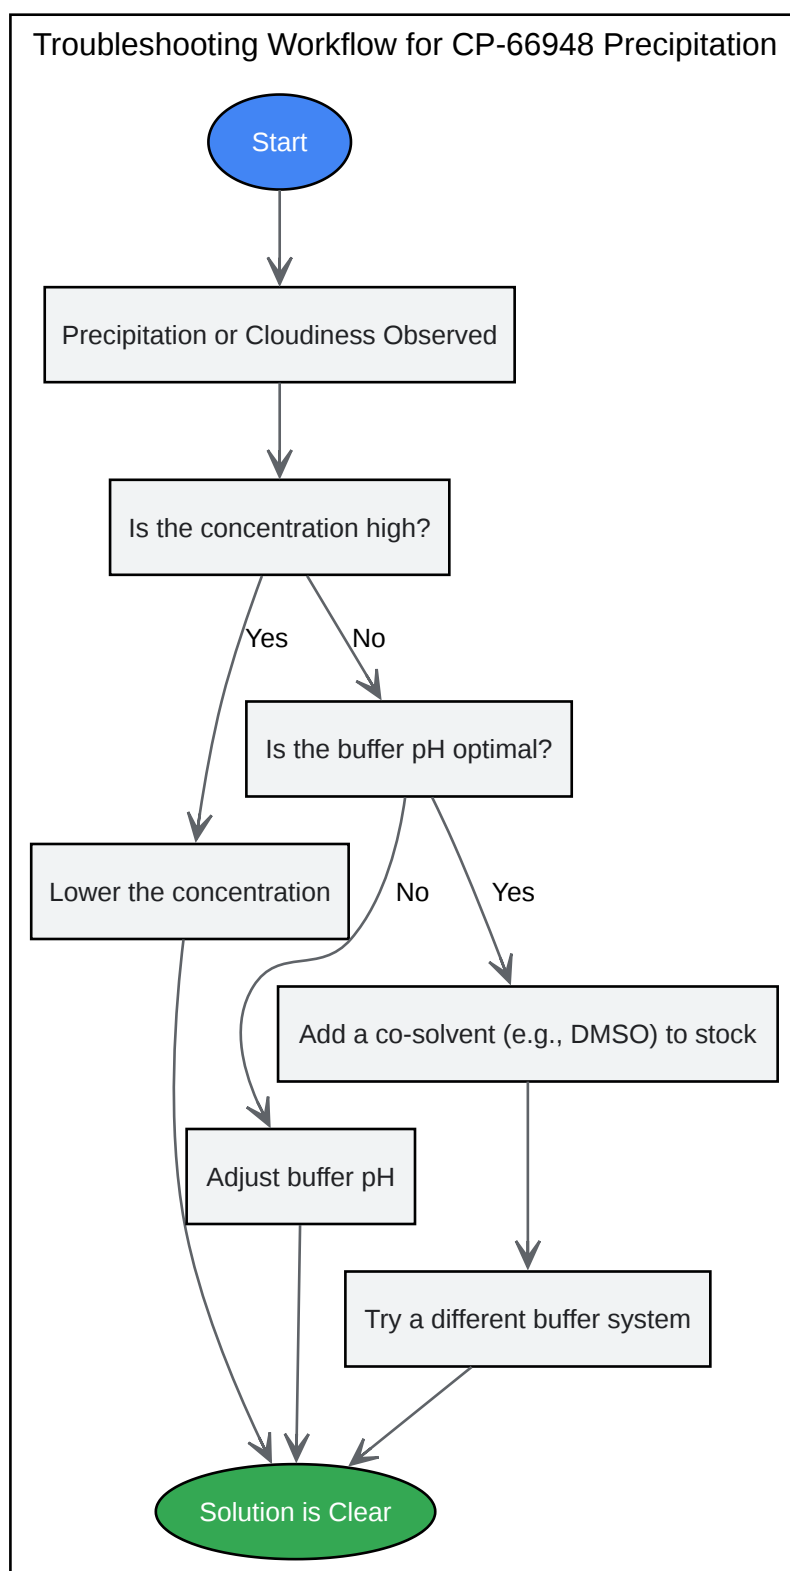 Troubleshooting Workflow for CP-66948 Precipitation
Start
Precipitation or Cloudiness Observed
Is the concentration high?
Yes
No
Is the buffer pH optimal?
Lower the concentration
No
Yes
Add a co-solvent (e.g., DMSO) to stock
Adjust buffer pH
Try a different buffer system
Solution is Clear